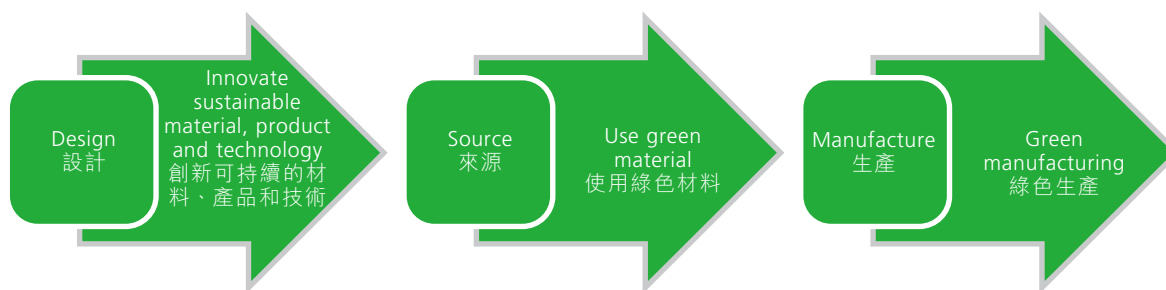 Design
設計
Innovate
sustainable
material, product
and technology
創新可持續的材
料、產品和技術
Source
來源
Use green
material
使用綠色材料
Manufacture
生產
Green
manufacturing
綠色生產